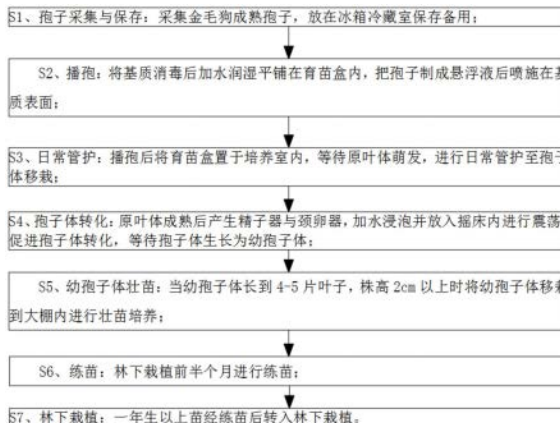 S1、孢子采集与保存：采集金毛狗成熟孢子，放在冰箱冷藏室保存备用；
S2、播孢：将基质消毒后加水润湿平铺在育苗盒内，把孢子制成悬浮液后喷施在基
质表面；
S3、日常管护：播孢后将育苗盒置于培养室内，等待原叶体萌发，进行日常管护至孢子
体移栽；
S4、孢子体转化：原叶体成熟后产生精子器与颈卵器，加水浸泡并放入摇床内进行震荡
促进孢子体转化，等待孢子体生长为幼孢子体；
S5、幼孢子体壮苗：当幼孢子体长到 4-5 片叶子，株高 2cm 以上时将幼孢子体移栽
到大棚内进行壮苗培养；
S6、练苗：林下栽植前半个月进行练苗；
S7、林下栽植：一年生以上苗经练苗后转入林下栽植。